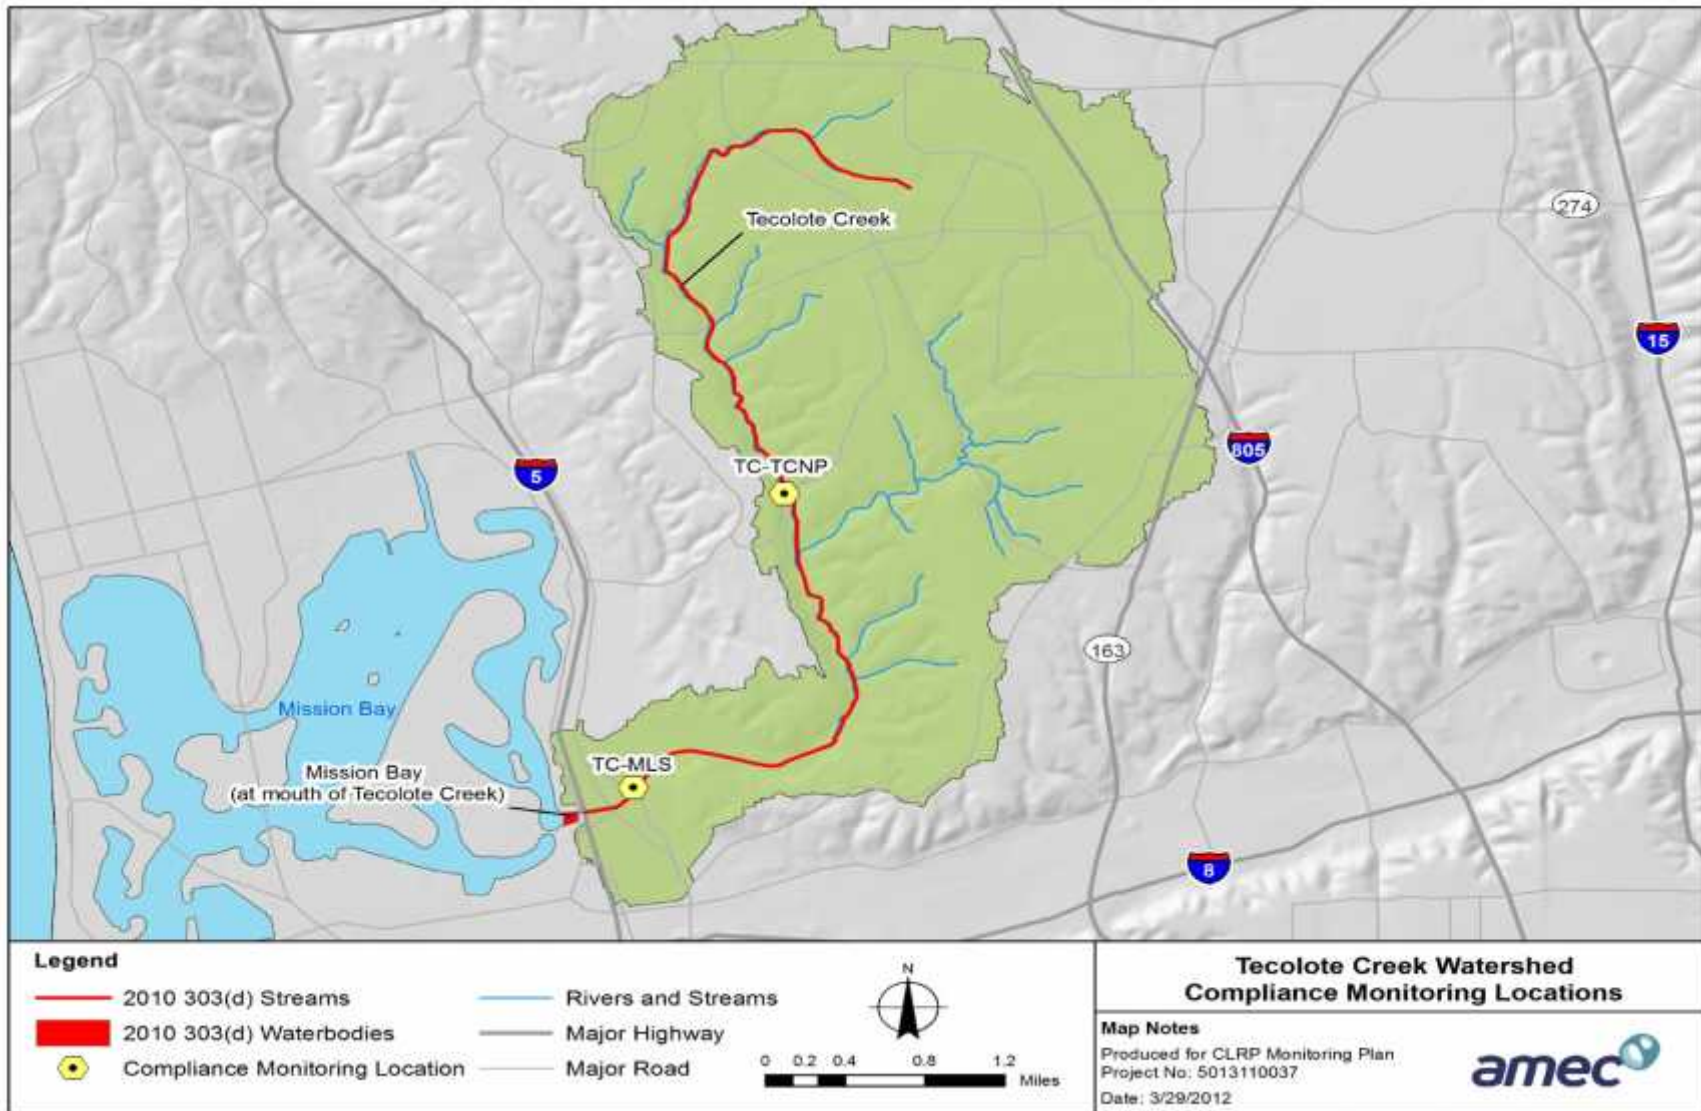 274
Tecolote Creek
15
5
TC-TCNP
805
163
Mission Bay
TC-MLS
Mission Bay
(at mouth of Tecolote Creek)
8
Legend
2010 303(d) Streams
2010 303(d) Waterbodies
Compliance Monitoring Location
Rivers and Streams
Major Highway
Major Road
N
0 0.2 0.4 0.8 1.2
Miles
Tecolote Creek Watershed
Compliance Monitoring Locations
Map Notes
Produced for CLRP Monitoring Plan
Project No: 5013110037
Date: 3/29/2012
amec